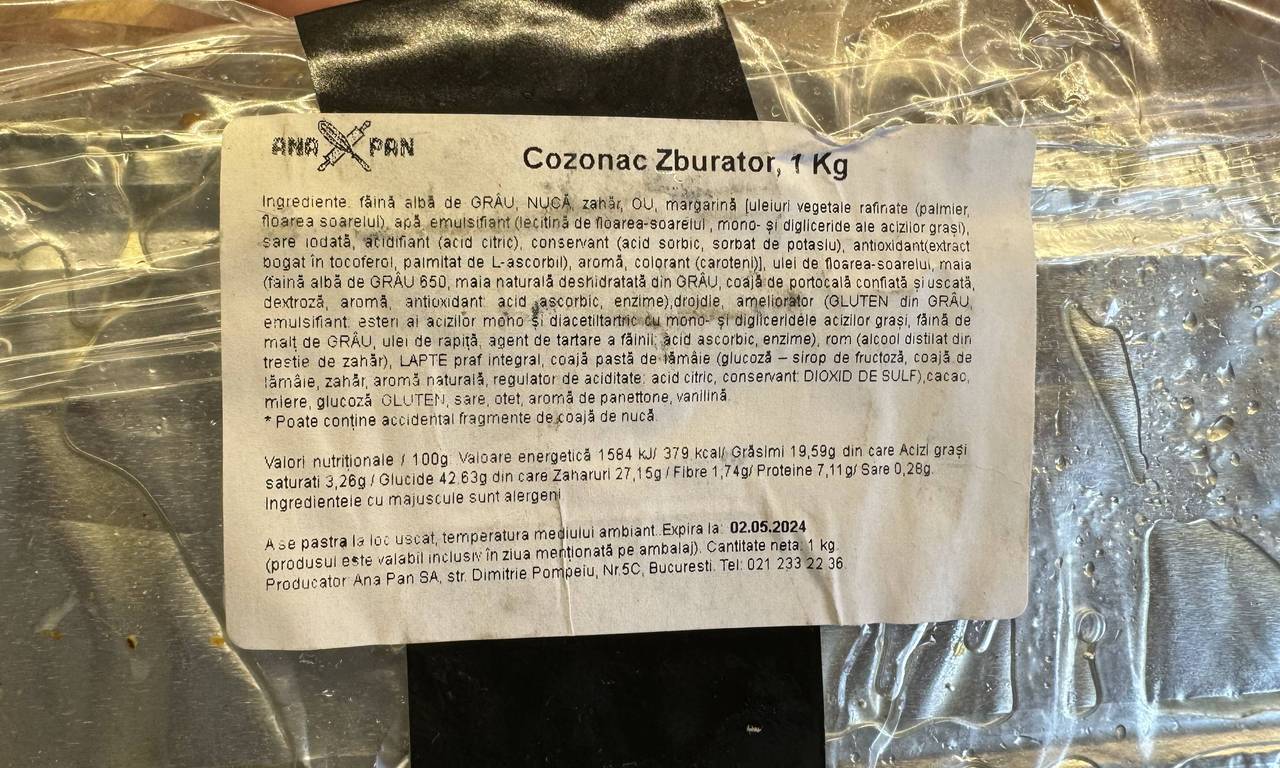 ANA PAN
Cozonac Zburator, 1 Kg
Ingrediente: făină albă de GRÂU, NUCĂ, zahăr, OU, margarină [uleiuri vegetale rafinate (palmier,
floarea soarelui), apă, emulsifiant (lecitină de floarea-soarelui , mono- și digliceride ale acizilor grași),
sare iodată, acidifiant (acid citric), conservant (acid sorbic, sorbat de potasiu), antioxidant(extract
bogat în tocoferol, palmitat de L-ascorbil), aromă, colorant (caroteni)], ulei de floarea-soarelui, maia
(faină albă de GRÂU 650, maia naturală deshidratată din GRÂU, coajă de portocală confiată și uscată,
dextroză, aromă, antioxidant: acid ascorbic, enzime),drojdie, ameliorator (GLUTEN din GRÂU,
emulsifiant: esteri ai acizilor mono și diacetiltartric cu mono- și digliceridele acizilor grași, făină de
malț de GRÂU, ulei de rapiță, agent de tartare a făinii: acid ascorbic, enzime), rom (alcool distilat din
trestie de zahăr), LAPTE praf integral, coajă pastă de lămâie (glucoză – sirop de fructoză, coajă de
lămâie, zahăr, aromă naturală, regulator de aciditate: acid citric, conservant: DIOXID DE SULF),cacao,
miere, glucoză GLUTEN, sare, otet, aromă de panettone, vanilină.
* Poate conține accidental fragmente de coajă de nucă.
Valori nutriționale / 100g: Valoare energetică 1584 kJ/ 379 kcal/ Grăsimi 19,59g din care Acizi grași
saturati 3,26g / Glucide 42,63g din care Zaharuri 27,15g / Fibre 1,74g/ Proteine 7,11g/ Sare 0,28g.
Ingredientele cu majuscule sunt alergeni
A se pastra la loc uscat, temperatura mediului ambiant. Expira la: 02.05.2024
(produsul este valabil inclusiv în ziua menționată pe ambalaj). Cantitate neta: 1 kg.
Producator: Ana Pan SA, str. Dimitrie Pompeiu, Nr.5C, Bucuresti. Tel: 021 233 22 36.